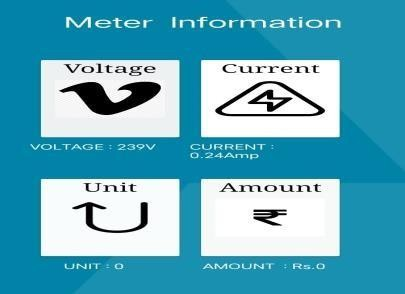 Meter Information
Voltage
Current
VOLTAGE : 239V
CURRENT : 0.24Amp
Unit
Amount
₹
UNIT : 0
AMOUNT : Rs.0